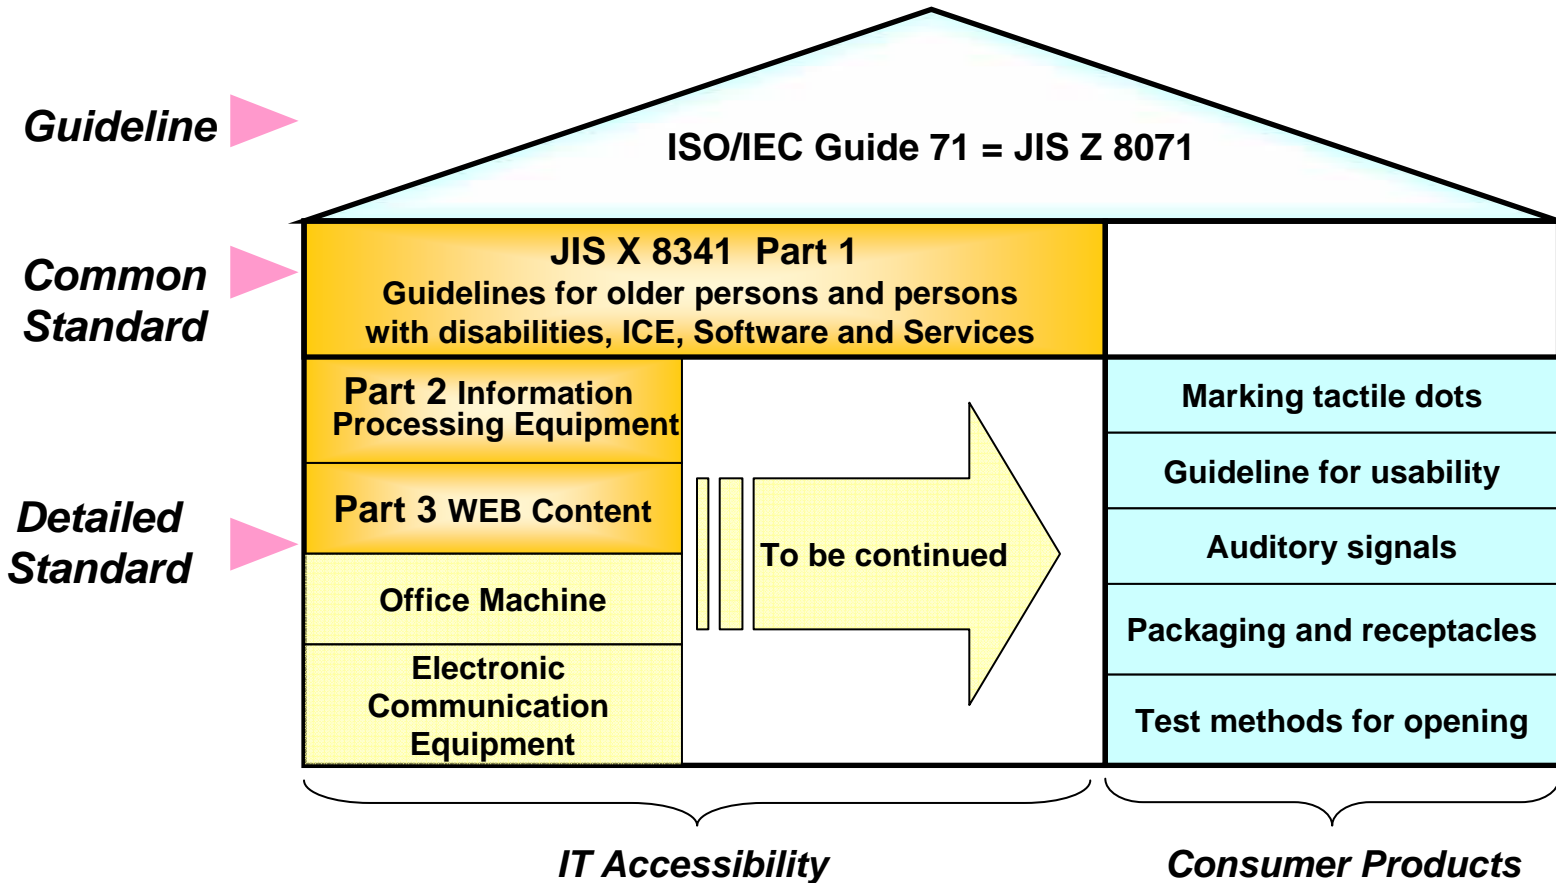 Guideline
ISO/IEC Guide 71 = JIS Z 8071
Common
Standard
JIS X 8341 Part 1
Guidelines for older persons and persons
with disabilities, ICE, Software and Services
Detailed
Standard
Part 2 Information
Processing Equipment
Part 3 WEB Content
Office Machine
Electronic
Communication
Equipment
To be continued
Marking tactile dots
Guideline for usability
Auditory signals
Packaging and receptacles
Test methods for opening
IT Accessibility
Consumer Products